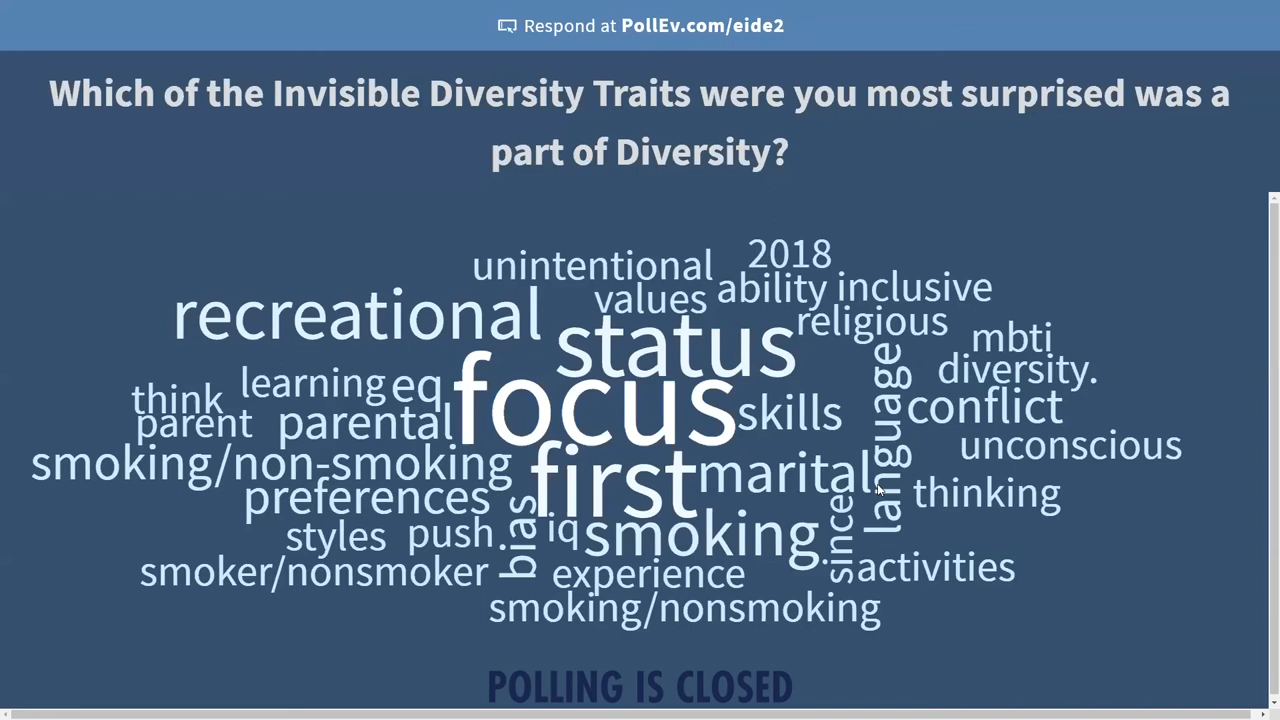 Respond at PollEv.com/eide2
Which of the Invisible Diversity Traits were you most surprised was a
part of Diversity?
unintentional
2018
values
ability
inclusive
recreational
status
religious
mbti
language
diversity.
think
learning
eq
focus
skills
conflict
parent
parental
unconscious
smoking/non-smoking
first
marital
preferences
thinking
styles
push
bias
iq
smoking
since
activities
smoker/nonsmoker
experience
smoking/nonsmoking
POLLING IS CLOSED